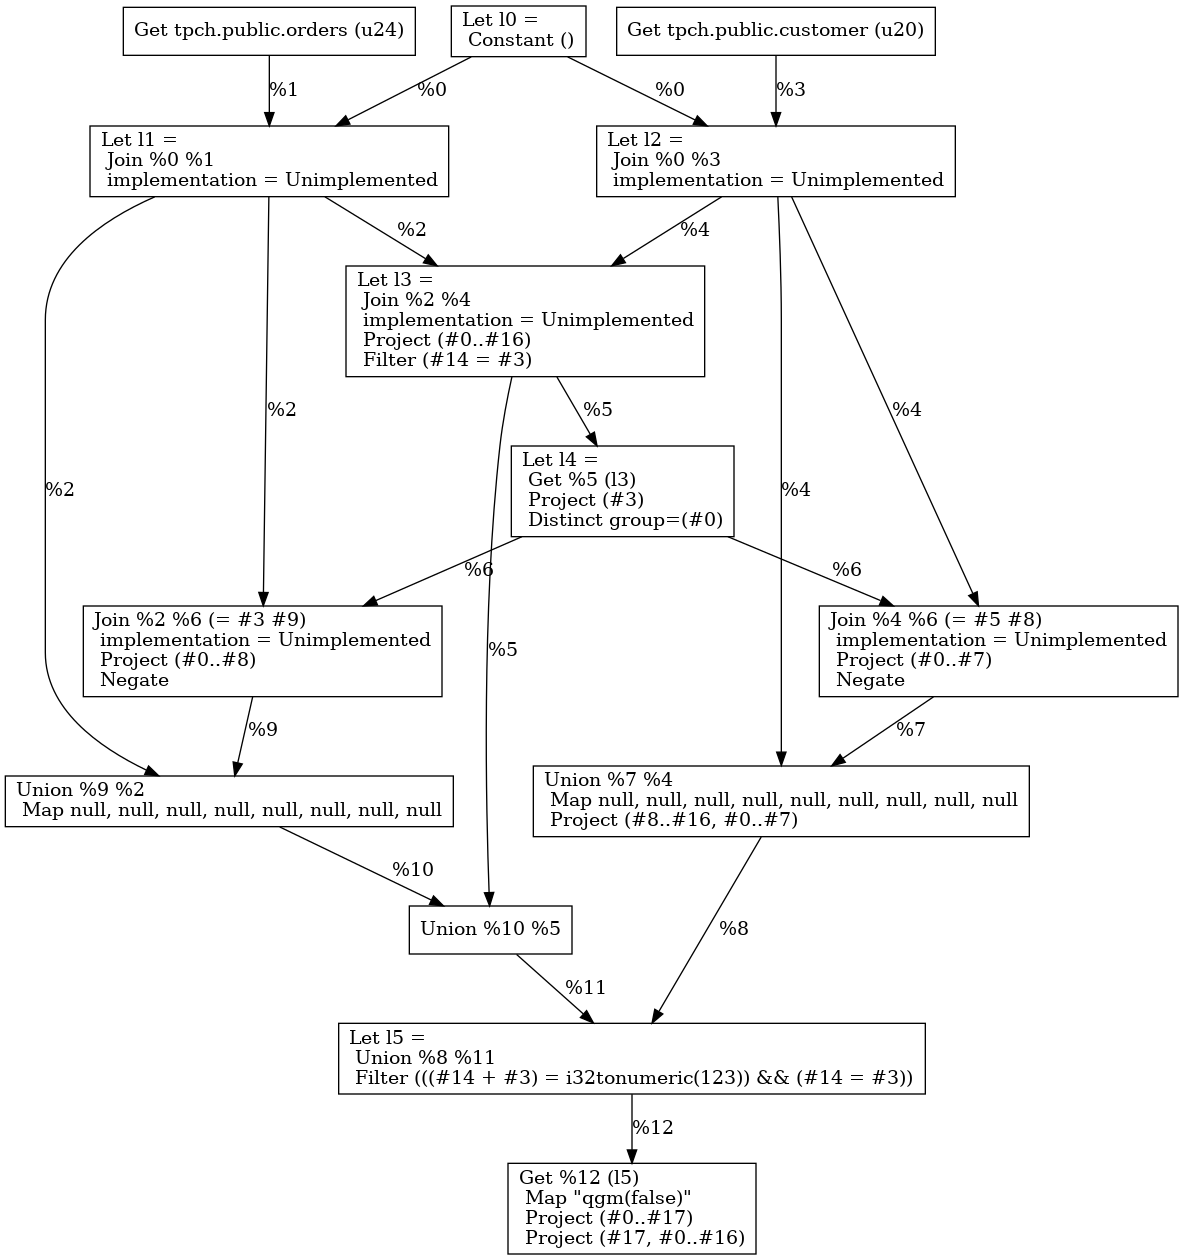 Get tpch.public.orders (u24)
Let l0 =
Constant ()
Get tpch.public.customer (u20)
%1
%0
%0
%3
Let l1 =
Join %0 %1
implementation = Unimplemented
Let l2 =
Join %0 %3
implementation = Unimplemented
%2
%4
Let l3 =
Join %2 %4
implementation = Unimplemented
Project (#0..#16)
Filter (#14 = #3)
%2
%5
%4
Let l4 =
Get %5 (l3)
Project (#3)
Distinct group=(#0)
%2
%4
%6
%6
Join %2 %6 (= #3 #9)
implementation = Unimplemented
Project (#0..#8)
Negate
%5
Join %4 %6 (= #5 #8)
implementation = Unimplemented
Project (#0..#7)
Negate
%9
%7
Union %9 %2
Map null, null, null, null, null, null, null, null
Union %7 %4
Map null, null, null, null, null, null, null, null, null
Project (#8..#16, #0..#7)
%10
Union %10 %5
%8
%11
Let l5 =
Union %8 %11
Filter (((#14 + #3) = i32tonumeric(123)) && (#14 = #3))
%12
Get %12 (l5)
Map "qgm(false)"
Project (#0..#17)
Project (#17, #0..#16)